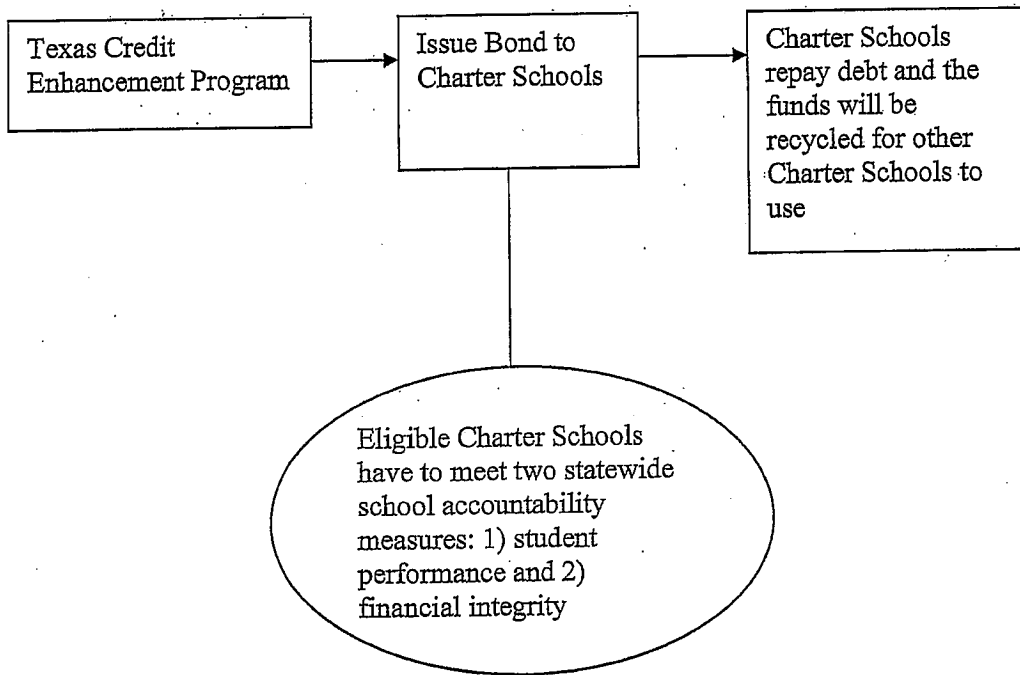 Texas Credit
Enhancement Program
Issue Bond to
Charter Schools
Charter Schools
repay debt and the
funds will be
recycled for other
Charter Schools to
use
Eligible Charter Schools
have to meet two statewide
school accountability
measures: 1) student
performance and 2)
financial integrity